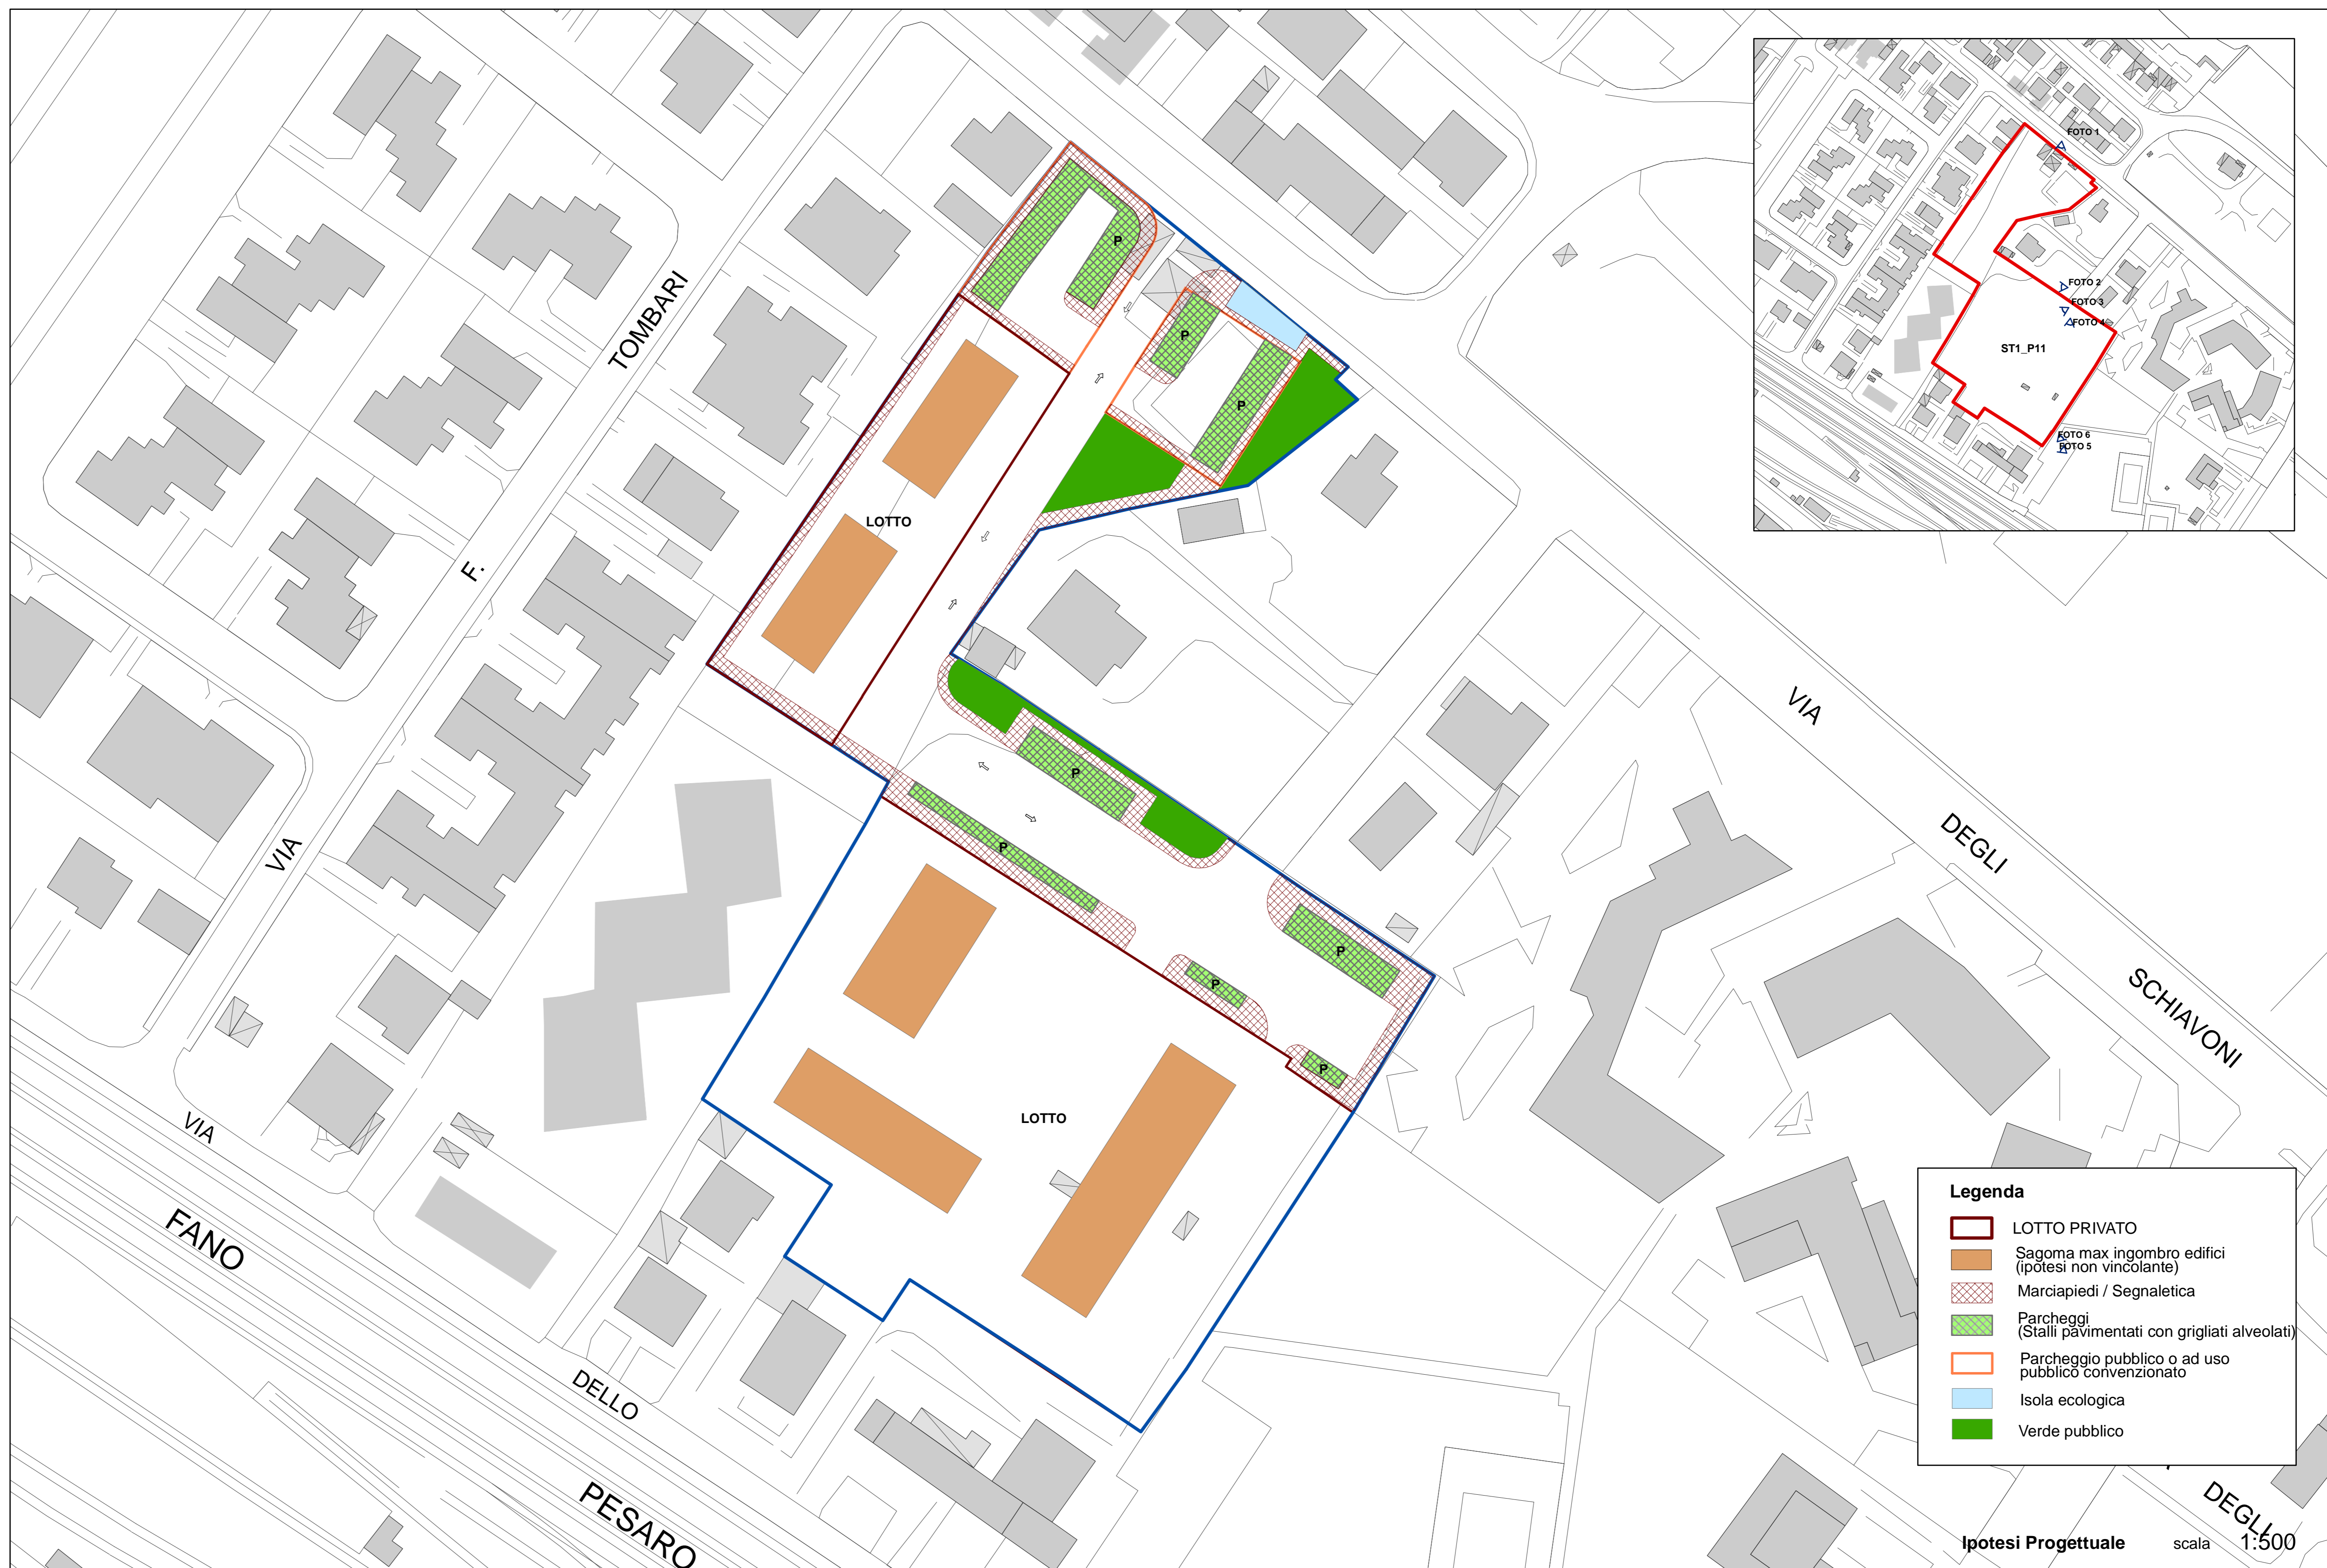 FOTO 1
FOTO 2
FOTO 3
FOTO 4
ST1_P11
FOTO 6
FOTO 5
VIA
F.
TOMBARI
P
P
P
LOTTO
P
P
P
P
P
LOTTO
VIA
DEGLI
SCHIAVONI
VIA
DELLO
FANO
PESARO
DEGLI
Legenda
LOTTO PRIVATO
Sagoma max ingombro edifici
(ipotesi non vincolante)
Marciapiedi / Segnaletica
Parcheggi
(Stalli pavimentati con grigliati alveolati)
Parcheggio pubblico o ad uso
pubblico convenzionato
Isola ecologica
Verde pubblico
Ipotesi Progettuale scala 1:500